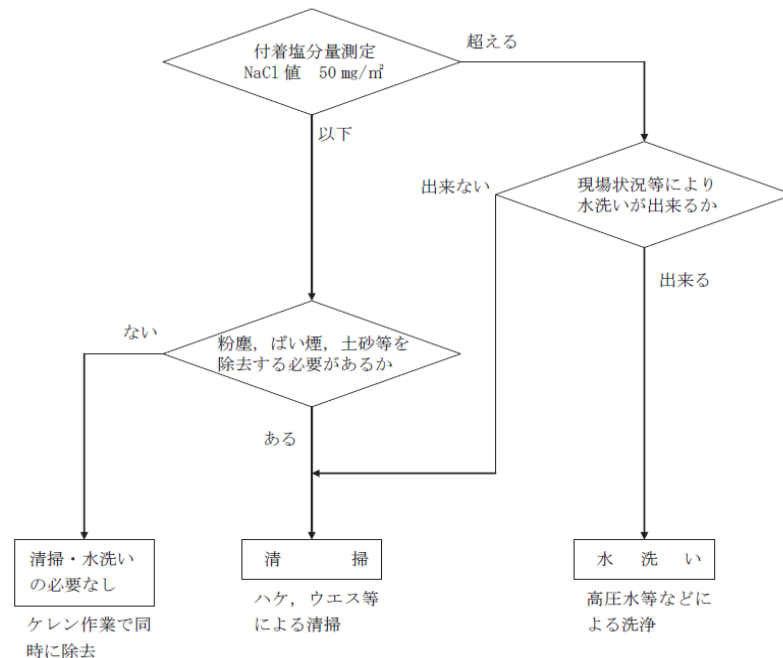 付着塩分量測定
NaCl値　50㎎/㎡
超える
以下
現場状況等により
水洗いが出来るか
出来ない
出来る
粉塵，ばい煙，土砂等を
除去する必要があるか
ない
ある
清掃・水洗い
の必要なし
ケレン作業で同
時に除去
清　　　掃
ハケ，ウエス等
による清掃
水　洗　い
高圧水等などに
よる洗浄